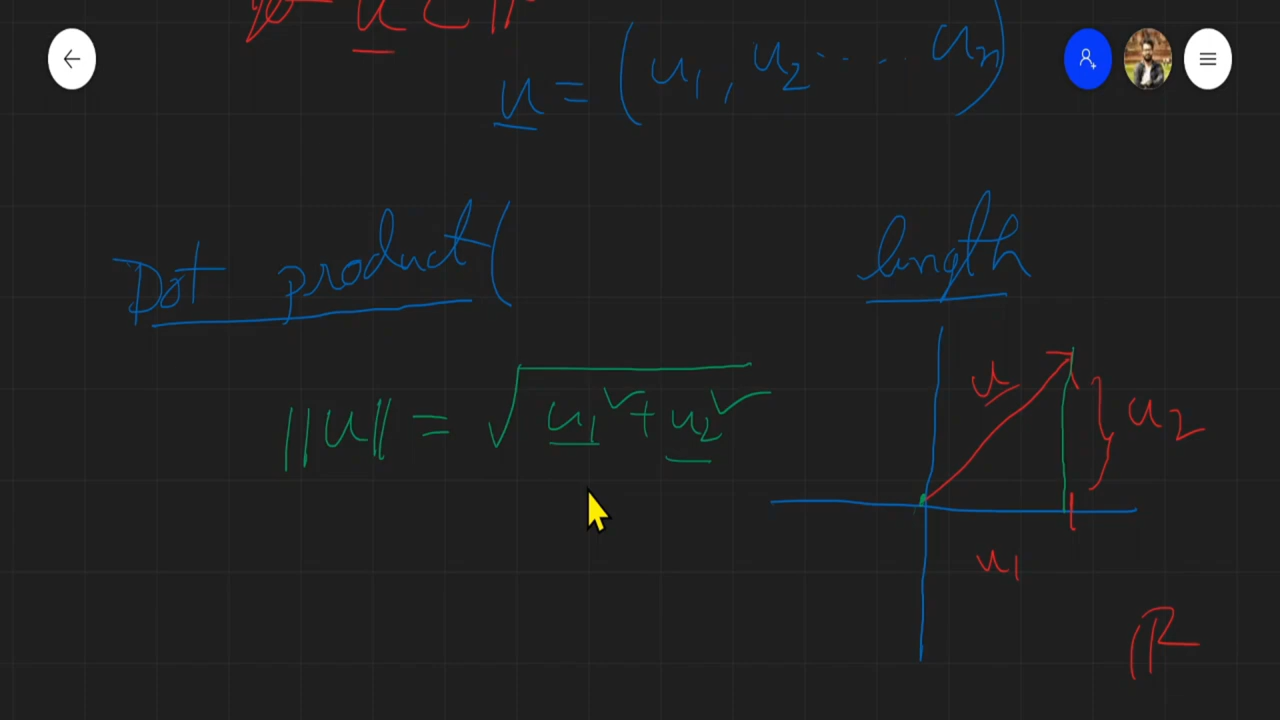 u = (u₁, u₂ ..... uₙ)
Dot product (
length
||u|| = √(u₁² + u₂²)
u
u₂
u₁
ℝ